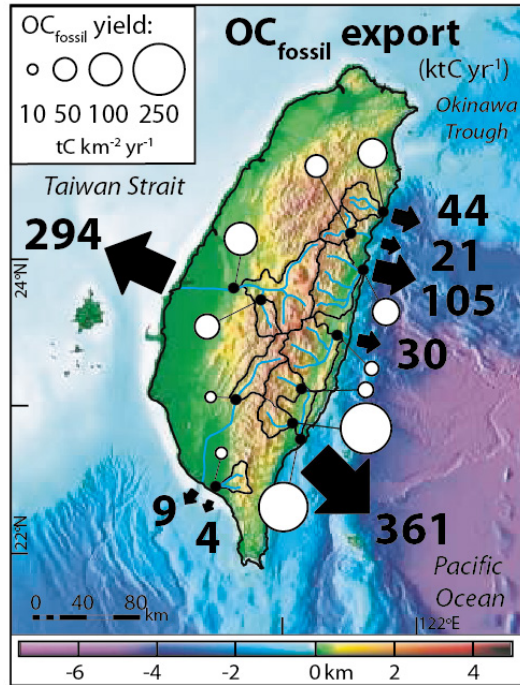 OCfossil yield:
10 50 100 250
tC km-2 yr-1
OCfossil export
(ktC yr-1)
Okinawa
Trough
Taiwan Strait
294
44
21
105
30
24°N
9
4
361
22°N
Pacific
Ocean
0 40 80
km
122°E
-6 -4 -2 0 km 2 4